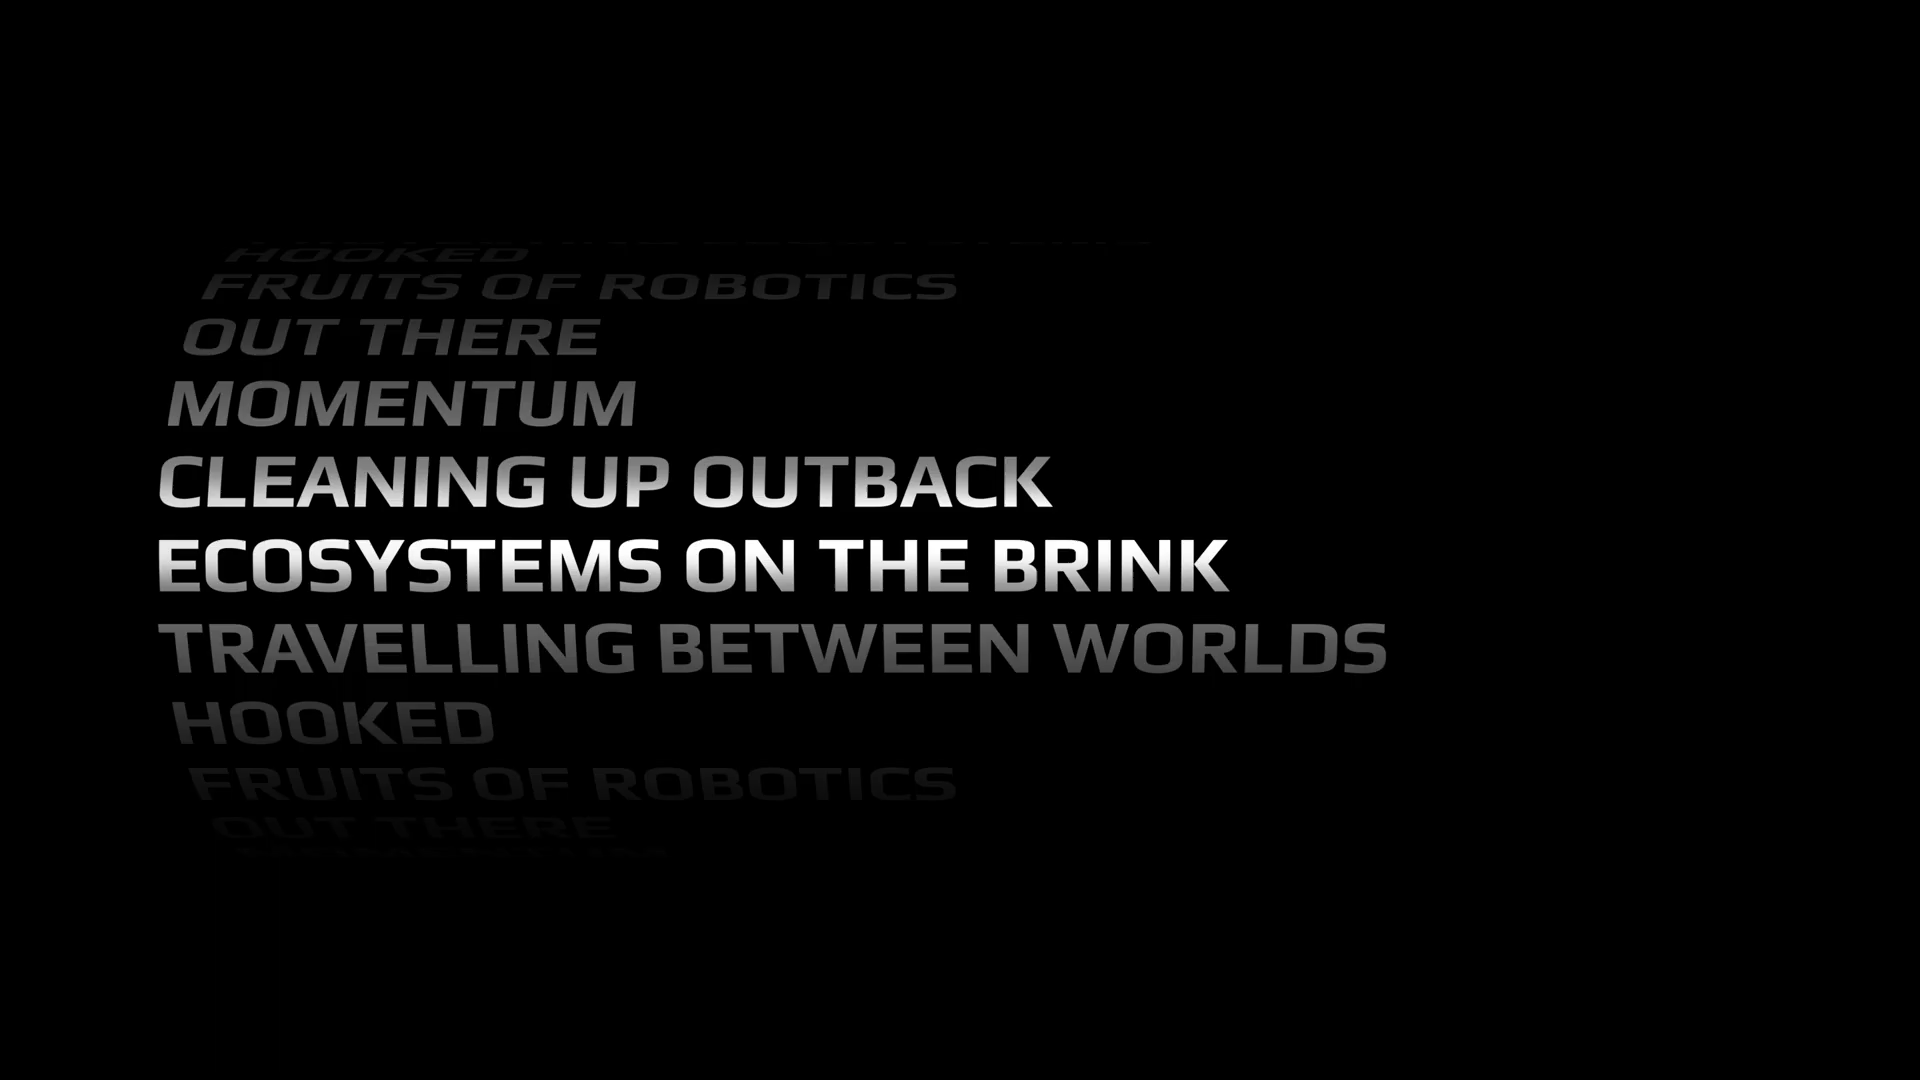 HOOKED
FRUITS OF ROBOTICS
OUT THERE
MOMENTUM
CLEANING UP OUTBACK
ECOSYSTEMS ON THE BRINK
TRAVELLING BETWEEN WORLDS
HOOKED
FRUITS OF ROBOTICS
OUT THERE
MOMENTUM